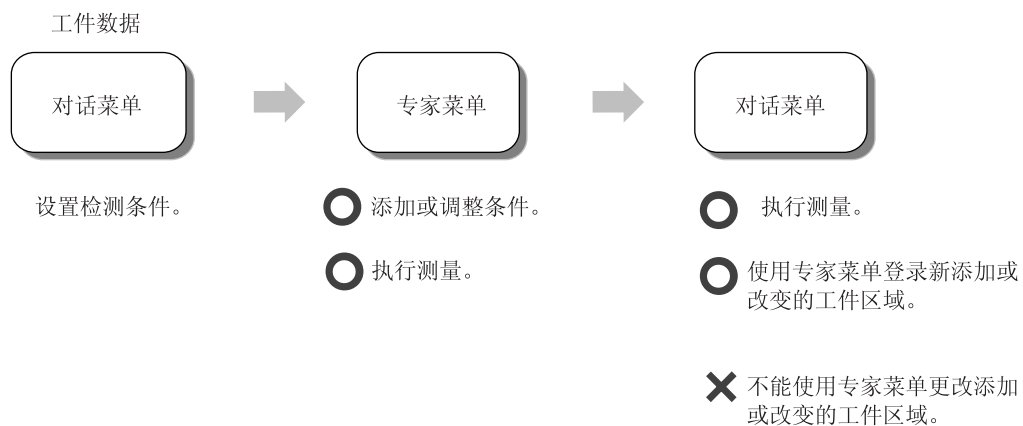 工件数据
对话菜单
专家菜单
对话菜单
设置检测条件。
添加或调整条件。
执行测量。
执行测量。
使用专家菜单登录新添加或
改变的工件区域。
不能使用专家菜单更改添加
或改变的工件区域。